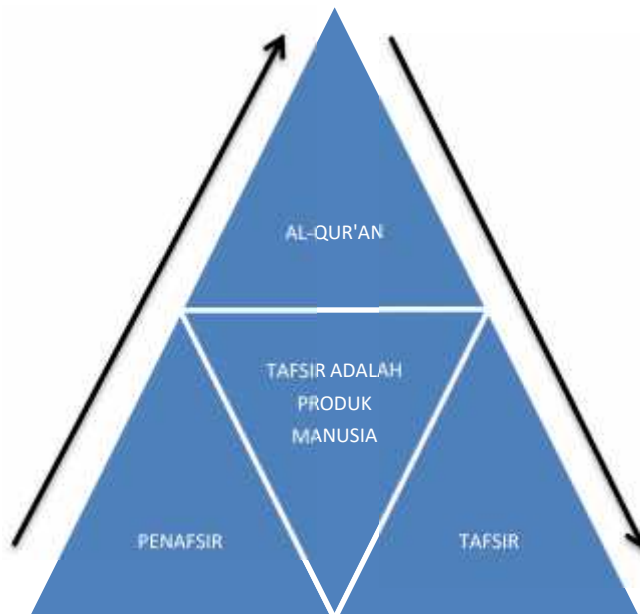 AL-QUR'AN
TAFSIR ADALAH
PRODUK
MANUSIA
PENAFSIR
TAFSIR